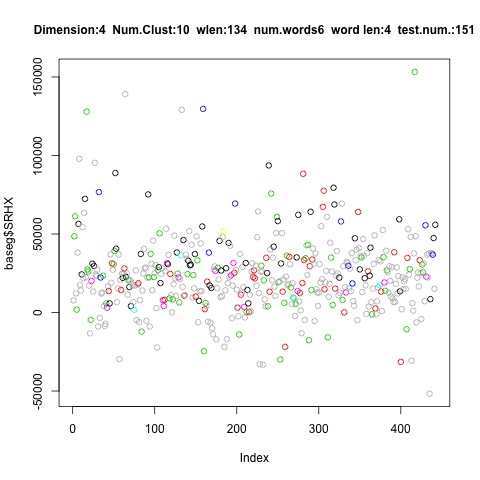 Dimension:4 Num.Clust:10 wlen:134 num.words6 word len:4 test.num.:151
150000
100000
50000
0
-50000
baseg$SRHX
0 100 200 300 400
Index